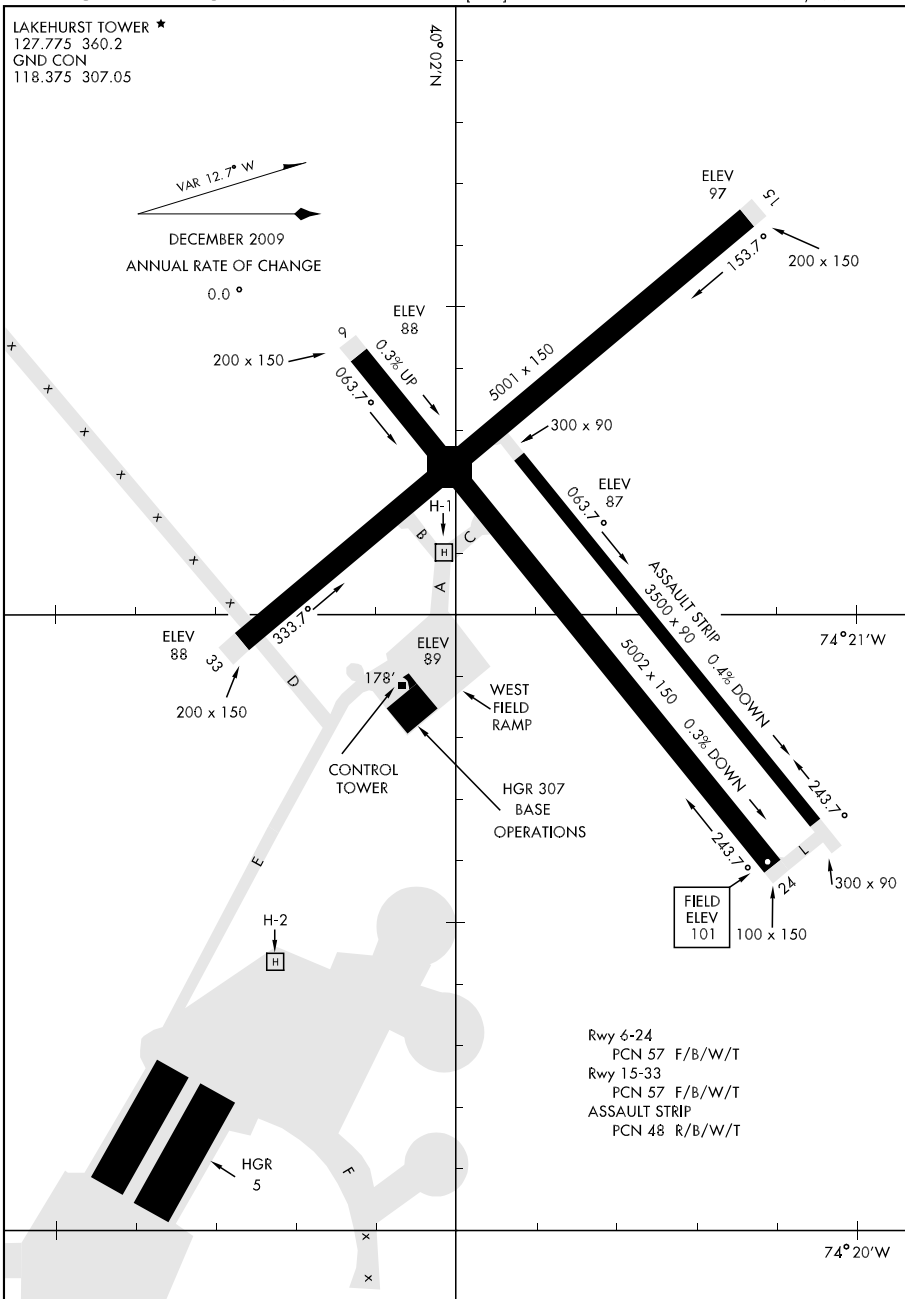 LAKEHURST TOWER ★
127.775 360.2
GND CON
118.375 307.05
40°02'N
VAR 12.7° W
DECEMBER 2009
ANNUAL RATE OF CHANGE
0.0 °
ELEV
97
15
153.7°
200 x 150
ELEV
88
6
0.3% UP
200 x 150
063.7°
5001 x 150
300 x 90
ELEV
87
063.7°
H-1
H
B
C
A
ASSAULT STRIP
3500 x 90
0.4% DOWN
5002 x 150
0.3% DOWN
333.7°
ELEV
88
33
200 x 150
D
ELEV
89
178'
WEST
FIELD
RAMP
74°21'W
CONTROL
TOWER
HGR 307
BASE
OPERATIONS
243.7°
243.7°
L
24
300 x 90
100 x 150
FIELD
ELEV
101
E
H-2
H
Rwy 6-24
PCN 57 F/B/W/T
Rwy 15-33
PCN 57 F/B/W/T
ASSAULT STRIP
PCN 48 R/B/W/T
HGR
5
F
74°20'W
x
x
x
x
x
x
x
x
x